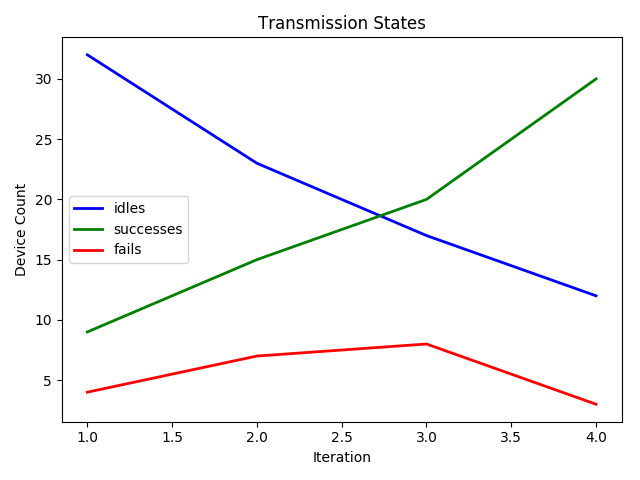 Transmission States
Device Count
30
25
20
15
10
5
idles
successes
fails
1.0 1.5 2.0 2.5 3.0 3.5 4.0
Iteration